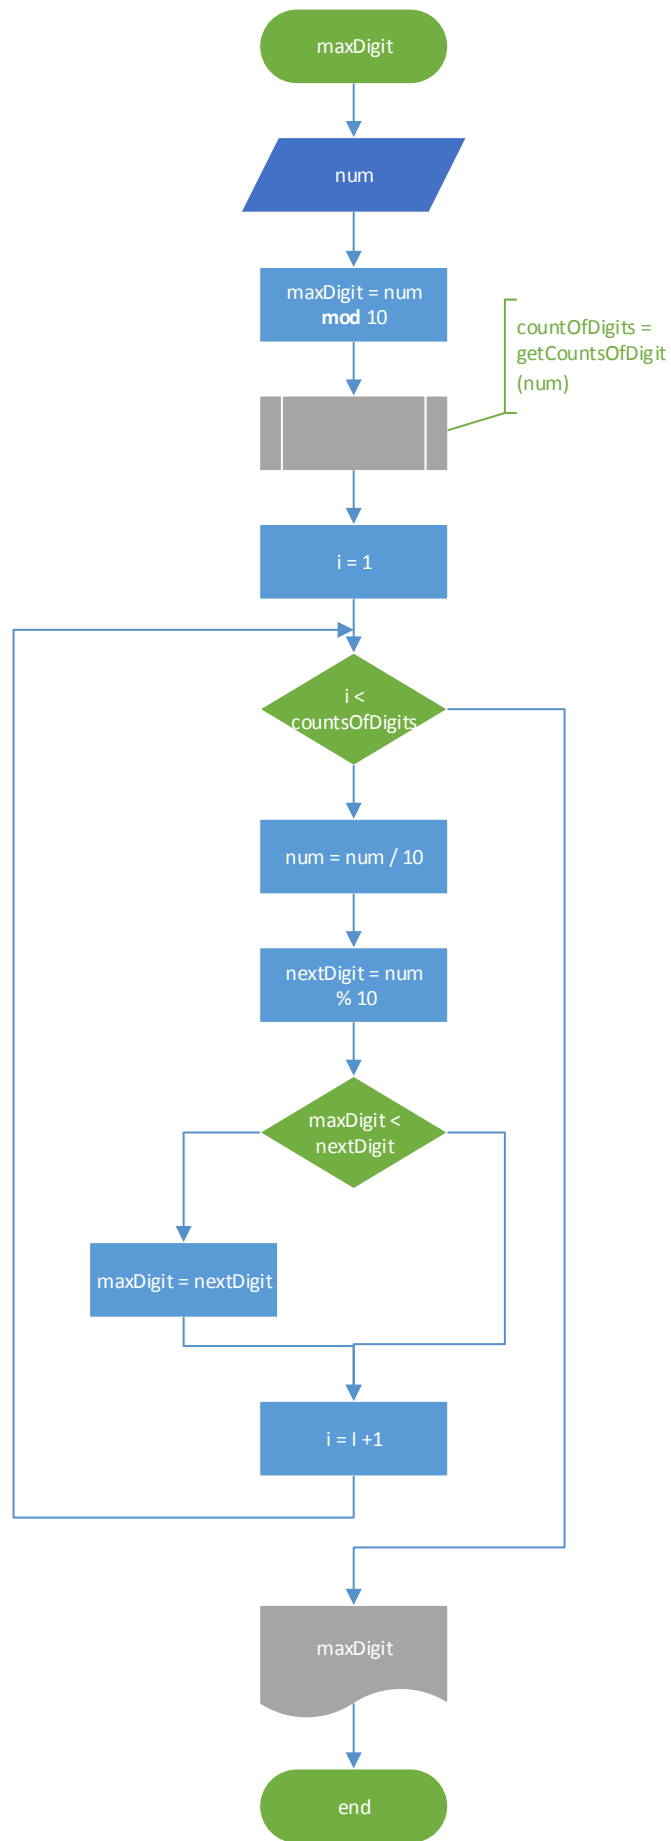 maxDigit
num
maxDigit = num
mod 10
countOfDigits =
getCountsOfDigit
(num)
i = 1
i <
countsOfDigits
num = num / 10
nextDigit = num
% 10
maxDigit <
nextDigit
maxDigit = nextDigit
i = I +1
maxDigit
end